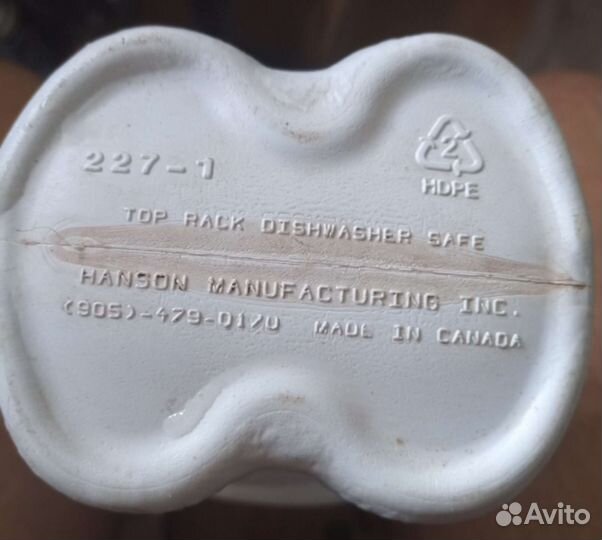 227-1
2
HDPE
TOP RACK DISHWASHER SAFE
HANSON MANUFACTURING INC.
(905)-479-0170 MADE IN CANADA
Avito